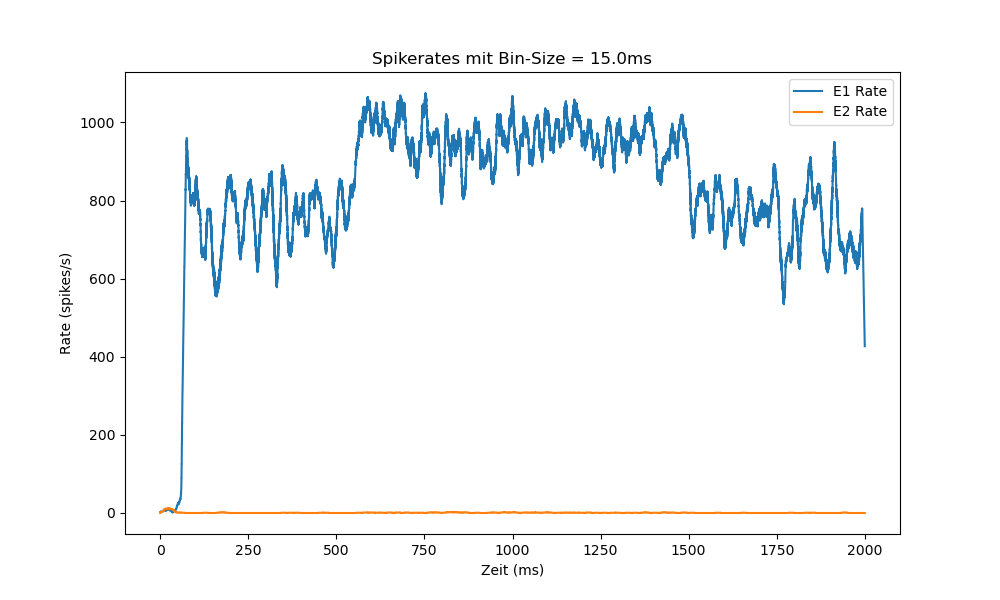 Spikerates mit Bin-Size = 15.0ms
E1 Rate
E2 Rate
Rate (spikes/s)
1000
800
600
400
200
0
0 250 500 750 1000 1250 1500 1750 2000
Zeit (ms)